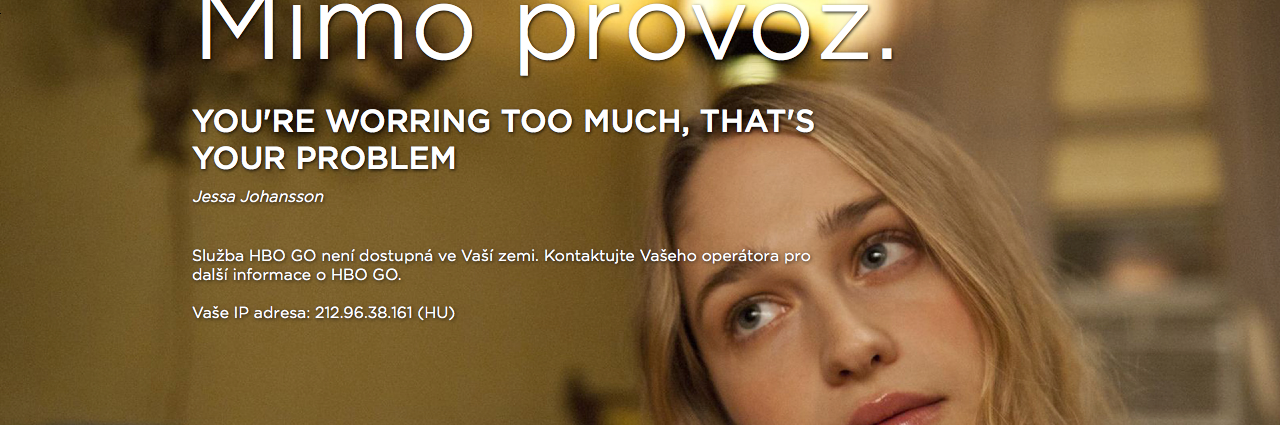 Mimo provoz.
YOU'RE WORRING TOO MUCH, THAT'S
YOUR PROBLEM
Jessa Johansson
Služba HBO GO není dostupná ve Vaší zemi. Kontaktujte Vašeho operátora pro
další informace o HBO GO.
Vaše IP adresa: 212.96.38.161 (HU)